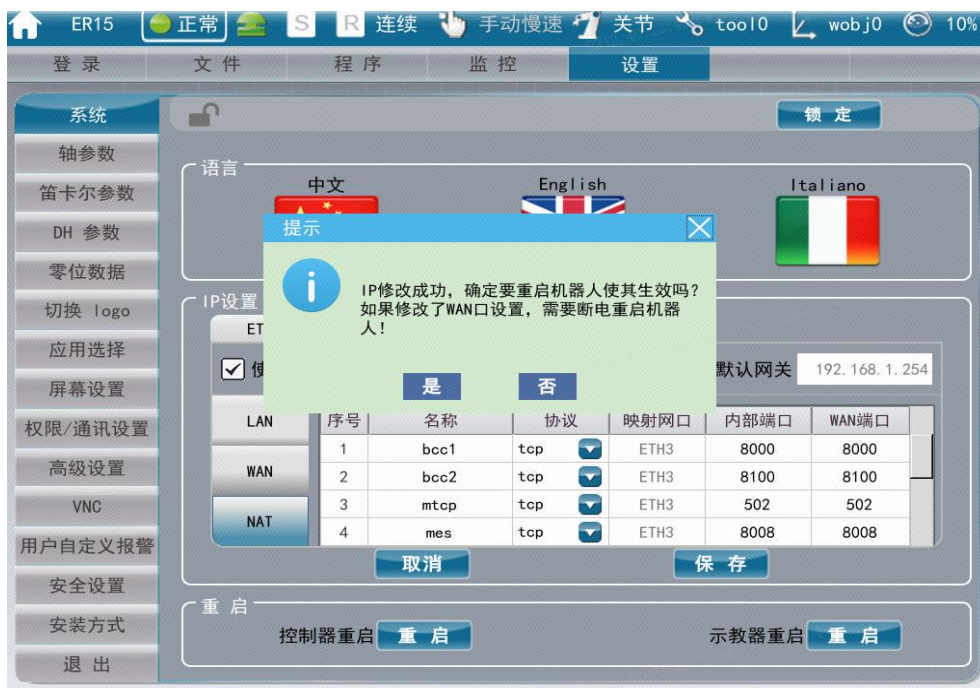 ER15 正常 S R 连续 手动慢速 关节 tool0 wobj0 10%
登录 文件 程序 监控 设置
系统
轴参数
笛卡尔参数
DH 参数
零位数据
切换 logo
应用选择
屏幕设置
权限/通讯设置
高级设置
VNC
用户自定义报警
安全设置
安装方式
退出
锁定
语言
中文 English Italiano
提示
IP修改成功，确定要重启机器人使其生效吗？
如果修改了WAN口设置，需要断电重启机器
人！
是 否
IP设置
ET
使
默认网关 192.168.1.254
LAN
WAN
NAT
序号 名称 协议 映射网口 内部端口 WAN端口
1 bcc1 tcp ETH3 8000 8000
2 bcc2 tcp ETH3 8100 8100
3 mtcp tcp ETH3 502 502
4 mes tcp ETH3 8008 8008
取消 保存
重启
控制器重启 重启 示教器重启 重启